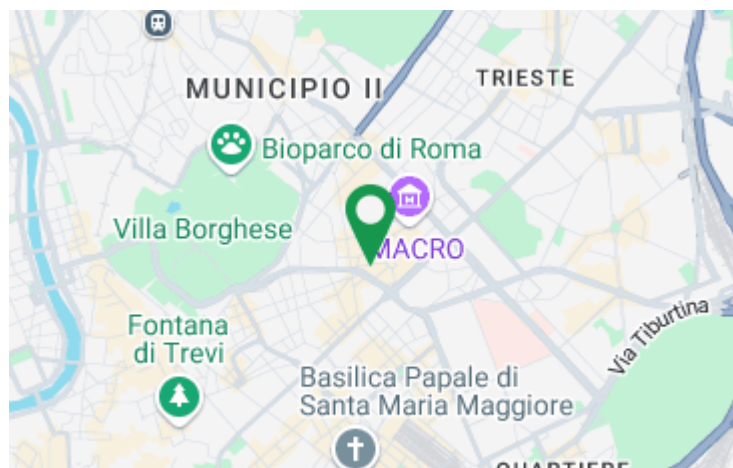 MUNICIPIO II
TRIESTE
Bioparco di Roma
Villa Borghese
MACRO
Fontana
di Trevi
Via Tiburtina
Basilica Papale di
Santa Maria Maggiore
QUARTIERE